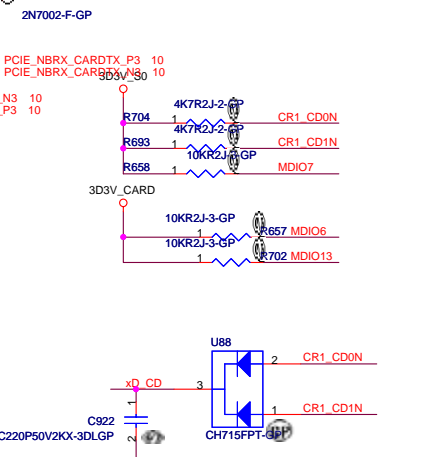 2N7002-F-GP
PCIE_NBRX_CARDTX_P3 10
PCIE_NBRX_CARDTX_N3 10
3D3V_S0
_N3 10
_P3 10
4K7R2J-2-GP
R704 1 CR1_CD0N
4K7R2J-2-GP
R693 1 CR1_CD1N
10KR2J-3-GP
R658 1 MDIO7
3D3V_CARD
10KR2J-3-GP
1 R657 MDIO6
10KR2J-3-GP
1 R702 MDIO13
U88
2 CR1_CD0N
xD_CD 3
1 CR1_CD1N
1
C922
C220P50V2KX-3DLGP
2
CH715FPT-GP